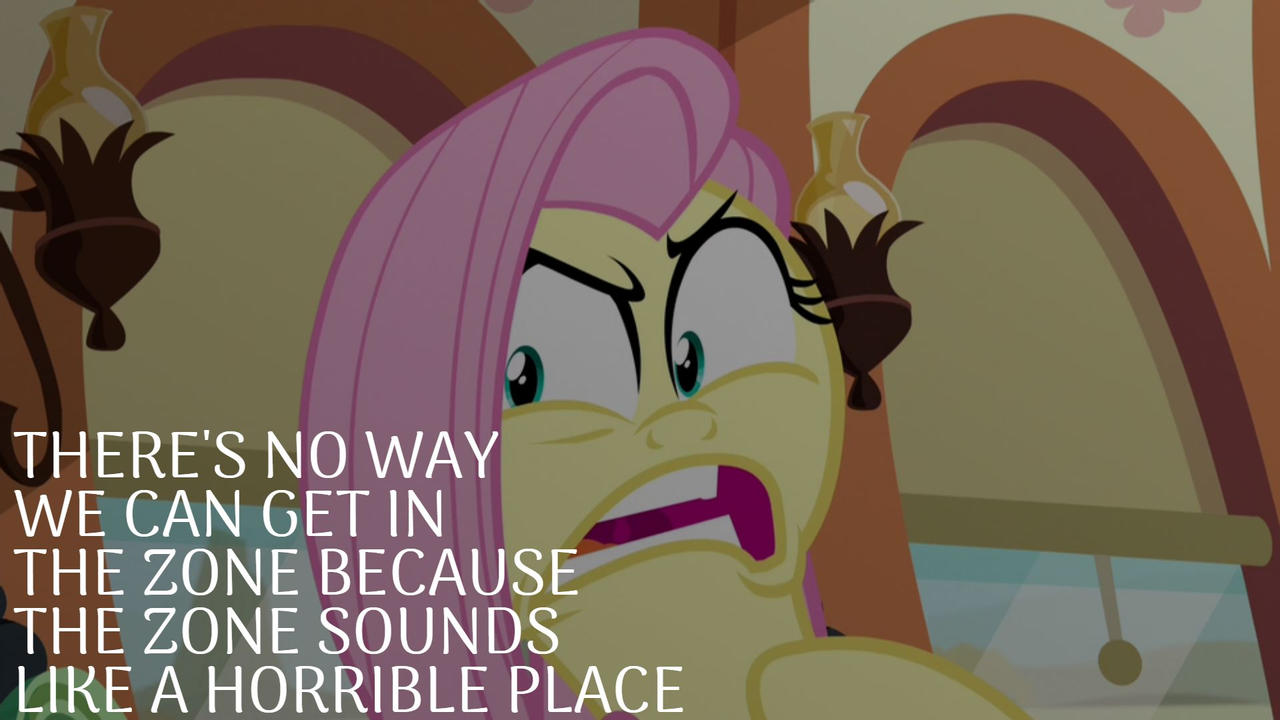 THERE'S NO WAY
WE CAN GET IN
THE ZONE BECAUSE
THE ZONE SOUNDS
LIKE A HORRIBLE PLACE